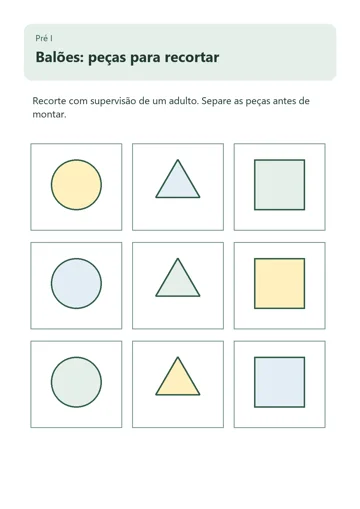 Pré I
Balões: peças para recortar
Recorte com supervisão de um adulto. Separe as peças antes de
montar.